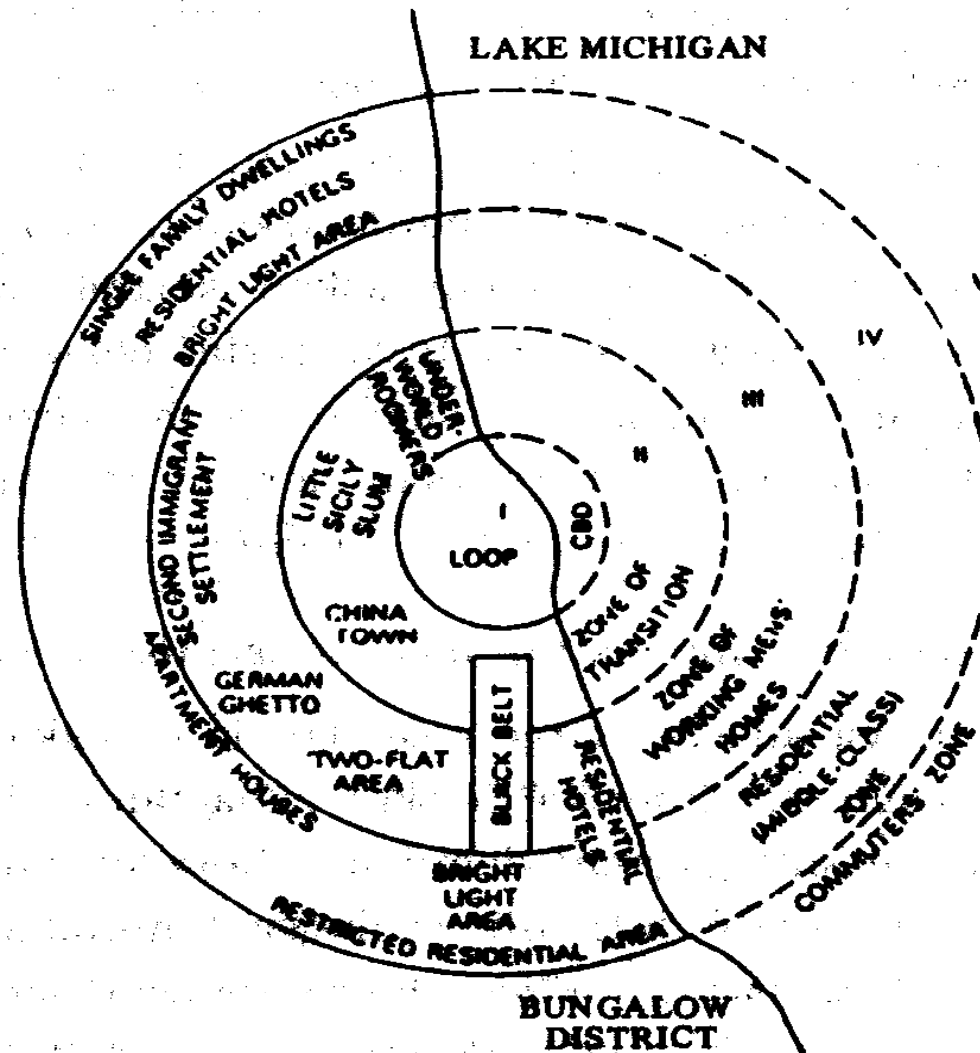 LAKE MICHIGAN
SINGLE FAMILY DWELLINGS
RESIDENTIAL HOTELS
BRIGHT LIGHT AREA
SECOND IMMIGRANT
SETTLEMENT
APARTMENT HOUSES
UNDER-
WORLD
ROOMERS
LITTLE
SICILY
SLUM
I
LOOP
CBD
II
III
IV
CHINA
TOWN
GERMAN
GHETTO
TWO-FLAT
AREA
BLACK BELT
ZONE OF
TRANSITION
ZONE OF
WORKING MENS'
HOMES
RESIDENTIAL
HOTELS
RESIDENTIAL
(MIDDLE-CLASS)
ZONE
COMMUTERS' ZONE
BRIGHT
LIGHT
AREA
RESTRICTED RESIDENTIAL AREA
BUNGALOW
DISTRICT